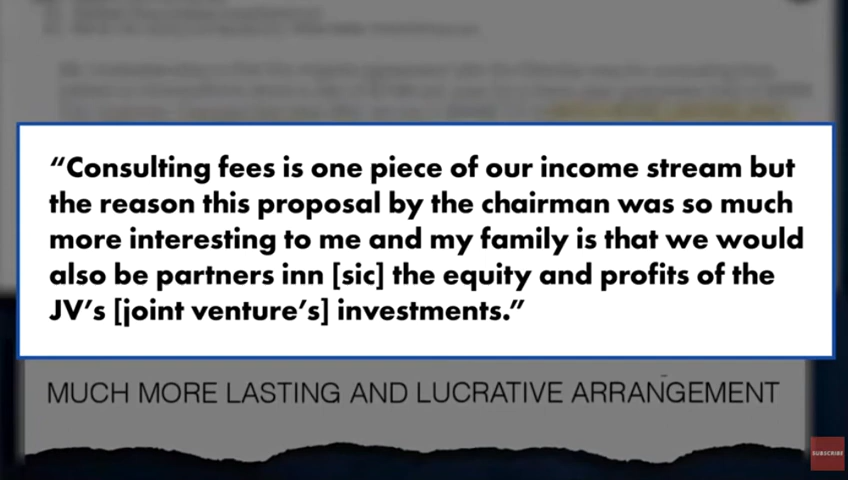 “Consulting fees is one piece of our income stream but
the reason this proposal by the chairman was so much
more interesting to me and my family is that we would
also be partners inn [sic] the equity and profits of the
JV’s [joint venture’s] investments.”
MUCH MORE LASTING AND LUCRATIVE ARRANGEMENT
SUBSCRIBE